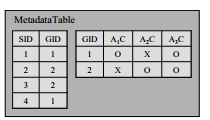 MetadataTable
SID GID GID A₁C A₂C A₃C
1 1 1 O X O
2 2 2 X O O
3 2
4 1